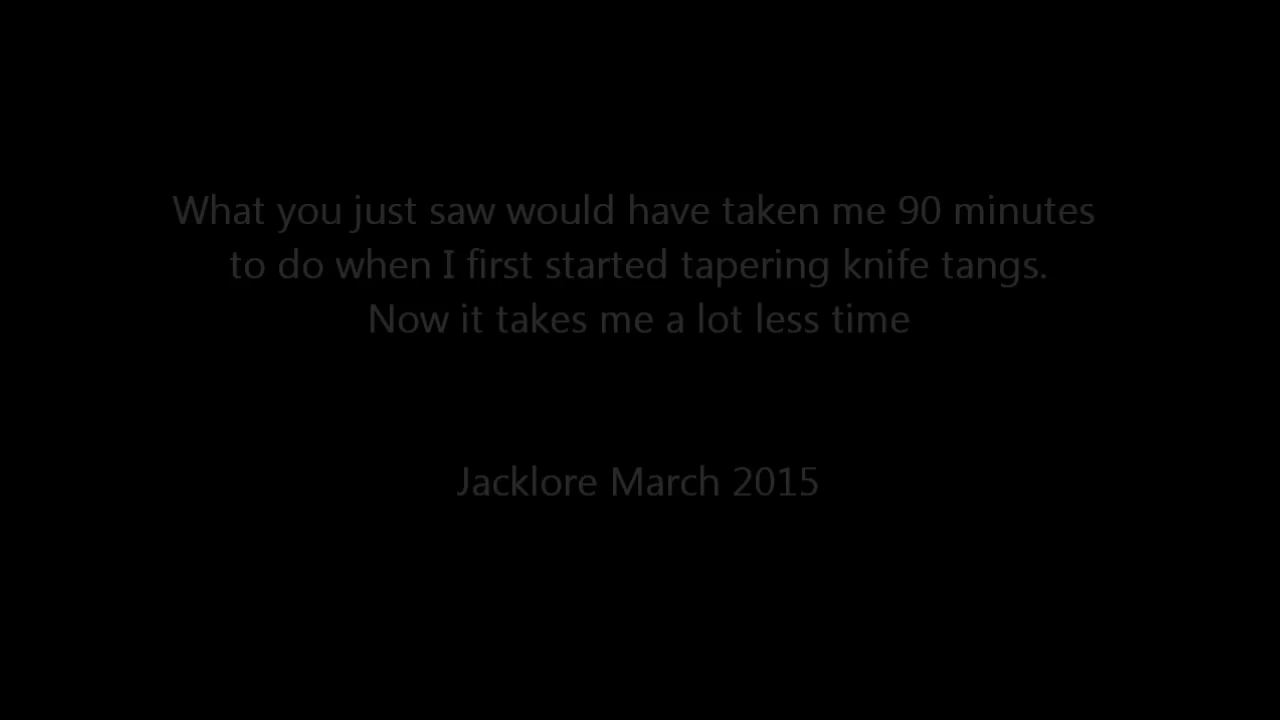 What you just saw would have taken me 90 minutes
to do when I first started tapering knife tangs.
Now it takes me a lot less time
Jacklore March 2015